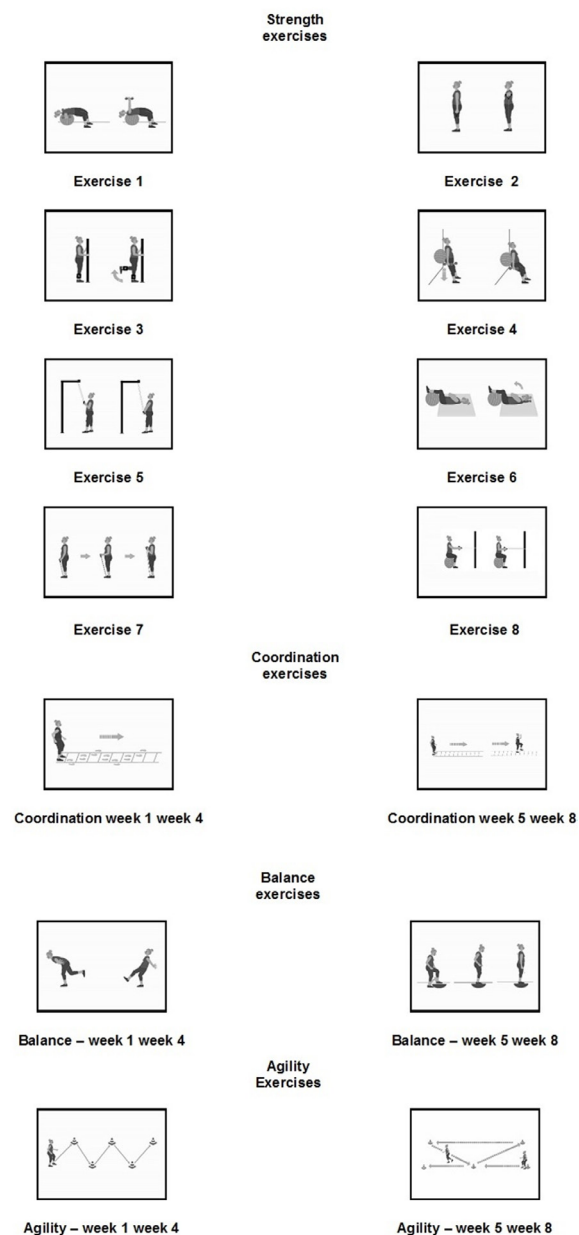 Strength
exercises
Exercise 1
Exercise 2
Exercise 3
Exercise 4
Exercise 5
Exercise 6
Exercise 7
Exercise 8
Coordination
exercises
Coordination week 1 week 4
Coordination week 5 week 8
Balance
exercises
Balance – week 1 week 4
Balance – week 5 week 8
Agility
Exercises
Agility – week 1 week 4
Agility – week 5 week 8